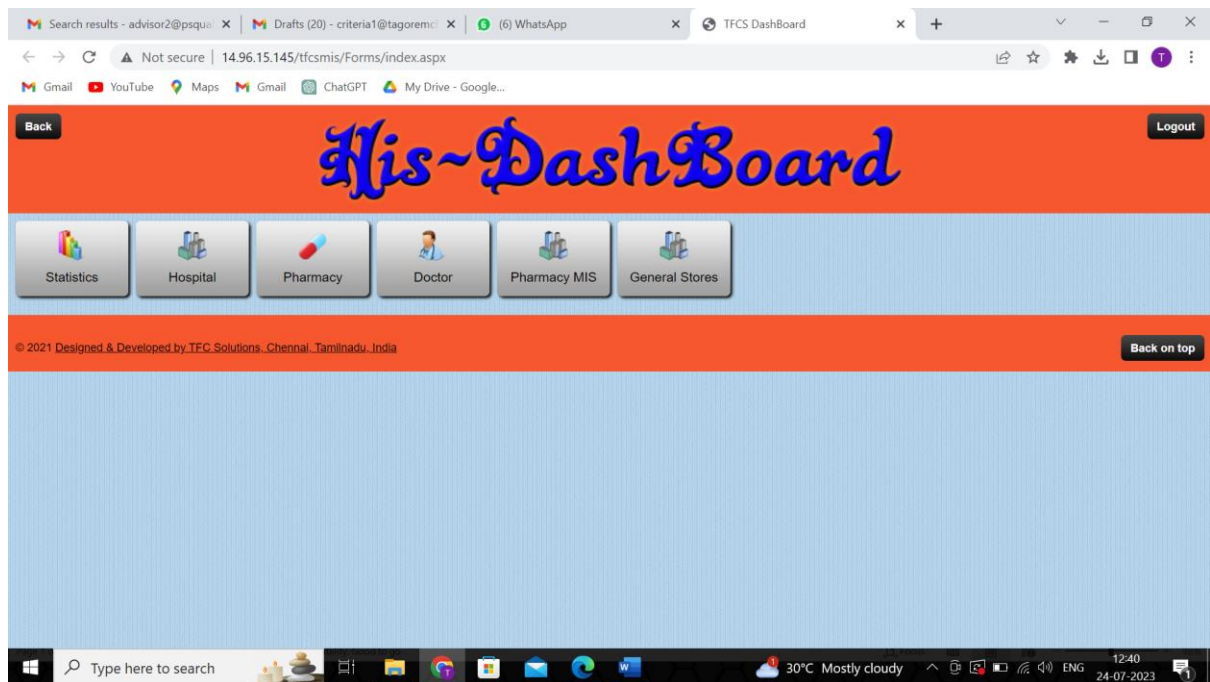 Search results - advisor2@psqual
Drafts (20) - criteria1@tagoremc
(6) WhatsApp
TFCS DashBoard
Not secure | 14.96.15.145/tfcsmis/Forms/index.aspx
T
Gmail YouTube Maps Gmail ChatGPT My Drive - Google...
Back
His~DashBoard
Logout
Statistics Hospital Pharmacy Doctor Pharmacy MIS General Stores
© 2021 Designed & Developed by TFC Solutions, Chennai, Tamilnadu, India
Back on top
Type here to search
30°C Mostly cloudy
ENG
12:40
24-07-2023